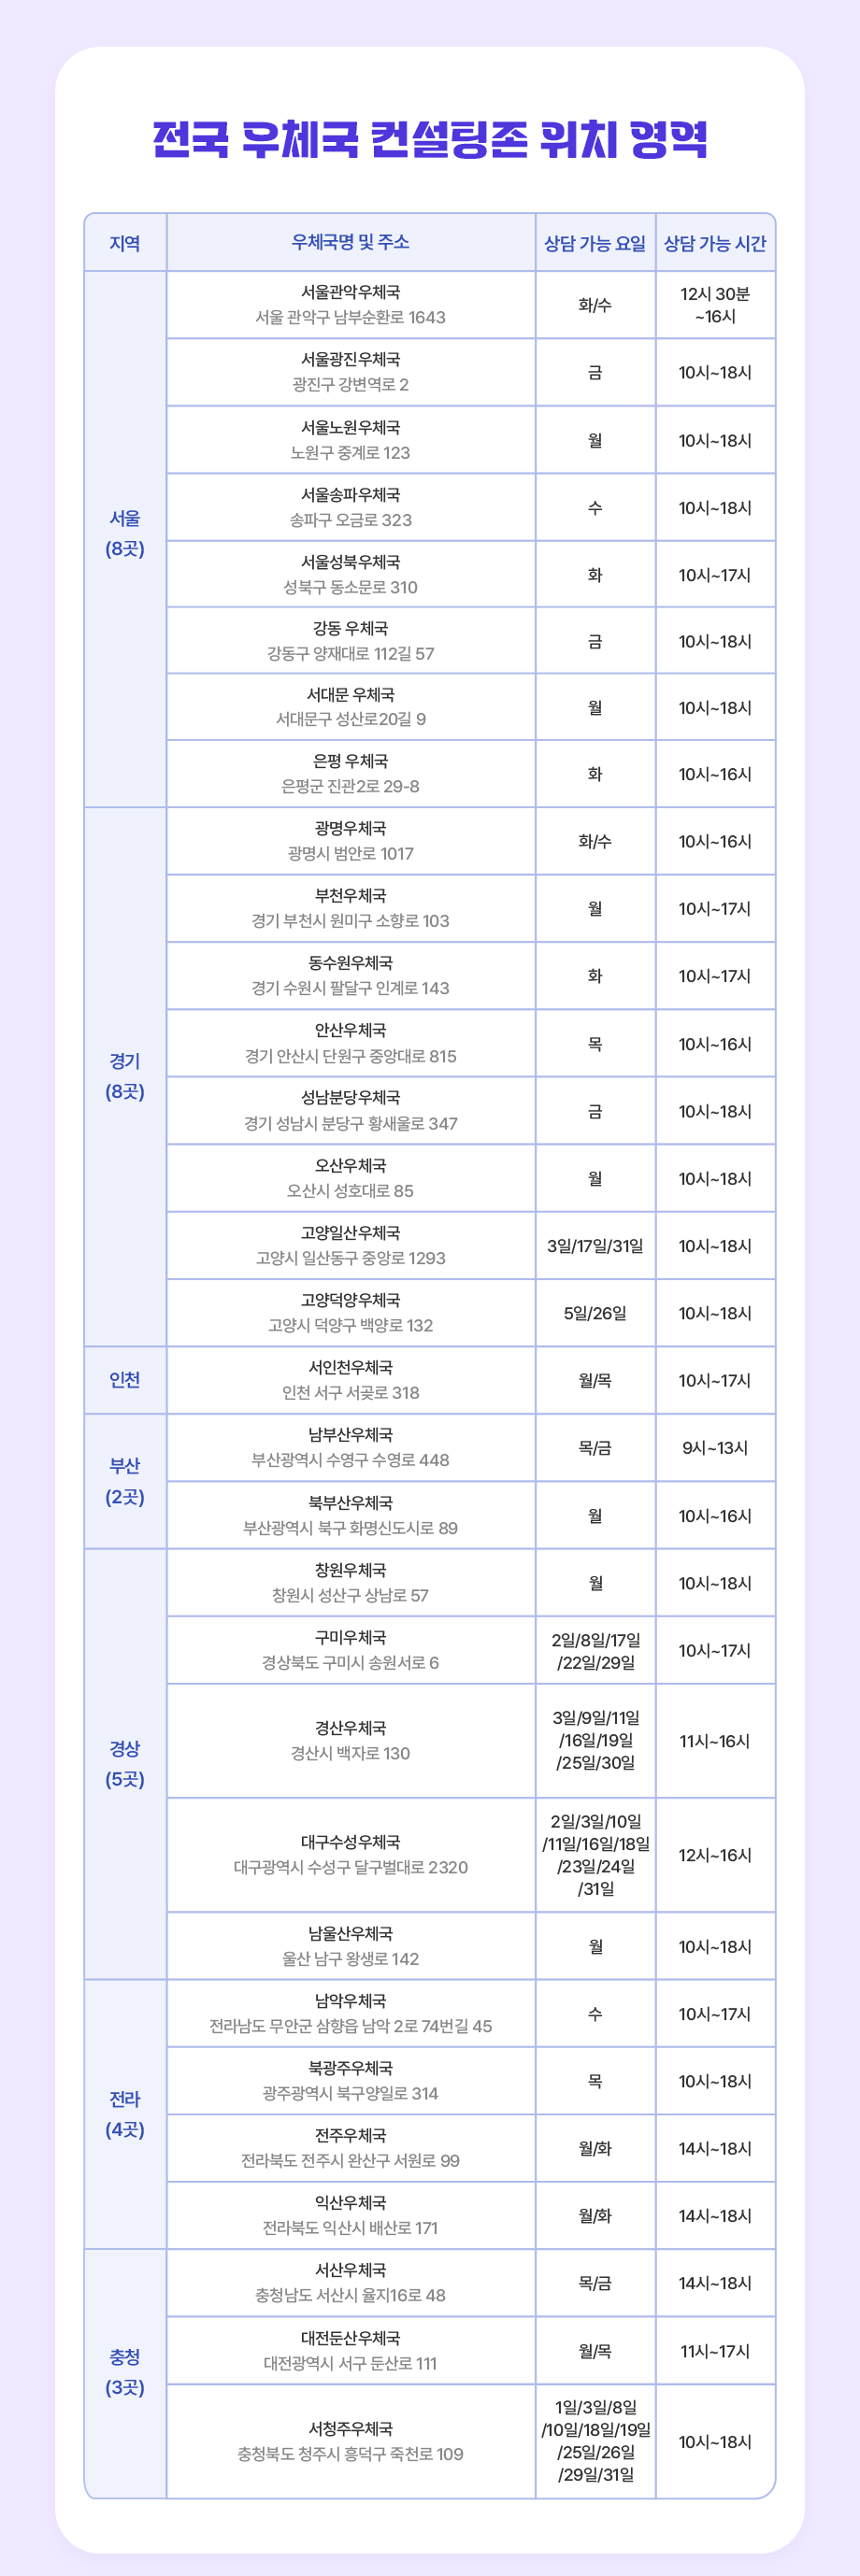 전국 우체국 컨설팅존 위치 영역
지역 우체국명 및 주소 상담 가능 요일 상담 가능 시간
서울
(8곳)
서울관악우체국
서울 관악구 남부순환로 1643
화/수
12시 30분
~16시
서울광진우체국
광진구 강변역로 2
금
10시~18시
서울노원우체국
노원구 중계로 123
월
10시~18시
서울송파우체국
송파구 오금로 323
수
10시~18시
서울성북우체국
성북구 동소문로 310
화
10시~17시
강동 우체국
강동구 양재대로 112길 57
금
10시~18시
서대문 우체국
서대문구 성산로20길 9
월
10시~18시
은평 우체국
은평군 진관2로 29-8
화
10시~16시
경기
(8곳)
광명우체국
광명시 범안로 1017
화/수
10시~16시
부천우체국
경기 부천시 원미구 소향로 103
월
10시~17시
동수원우체국
경기 수원시 팔달구 인계로 143
화
10시~17시
안산우체국
경기 안산시 단원구 중앙대로 815
목
10시~16시
성남분당우체국
경기 성남시 분당구 황새울로 347
금
10시~18시
오산우체국
오산시 성호대로 85
월
10시~18시
고양일산우체국
고양시 일산동구 중앙로 1293
3일/17일/31일
10시~18시
고양덕양우체국
고양시 덕양구 백양로 132
5일/26일
10시~18시
인천
서인천우체국
인천 서구 서곶로 318
월/목
10시~17시
부산
(2곳)
남부산우체국
부산광역시 수영구 수영로 448
목/금
9시~13시
북부산우체국
부산광역시 북구 화명신도시로 89
월
10시~16시
경상
(5곳)
창원우체국
창원시 성산구 상남로 57
월
10시~18시
구미우체국
경상북도 구미시 송원서로 6
2일/8일/17일
/22일/29일
10시~17시
경산우체국
경산시 백자로 130
3일/9일/11일
/16일/19일
/25일/30일
11시~16시
대구수성우체국
대구광역시 수성구 달구벌대로 2320
2일/3일/10일
/11일/16일/18일
/23일/24일
/31일
12시~16시
남울산우체국
울산 남구 왕생로 142
월
10시~18시
전라
(4곳)
남악우체국
전라남도 무안군 삼향읍 남악 2로 74번길 45
수
10시~17시
북광주우체국
광주광역시 북구양일로 314
목
10시~18시
전주우체국
전라북도 전주시 완산구 서원로 99
월/화
14시~18시
익산우체국
전라북도 익산시 배산로 171
월/화
14시~18시
충청
(3곳)
서산우체국
충청남도 서산시 율지16로 48
목/금
14시~18시
대전둔산우체국
대전광역시 서구 둔산로 111
월/목
11시~17시
서청주우체국
충청북도 청주시 흥덕구 죽천로 109
1일/3일/8일
/10일/18일/19일
/25일/26일
/29일/31일
10시~18시